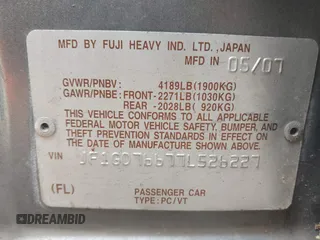 MFD BY FUJI HEAVY IND. LTD., JAPAN
MFD IN 05/07
GVWR/PNBV : 4189LB(1900KG)
GAWR/PNBE: FRONT-2271LB(1030KG)
REAR -2028LB( 920KG)
THIS VEHICLE CONFORMS TO ALL APPLICABLE
FEDERAL MOTOR VEHICLE SAFETY, BUMPER, AND
THEFT PREVENTION STANDARDS IN EFFECT
ON THE DATE OF MANUFACTURE SHOWN ABOVE.
VIN
(FL)
PASSENGER CAR
TYPE:PC/VT
DREAMBID